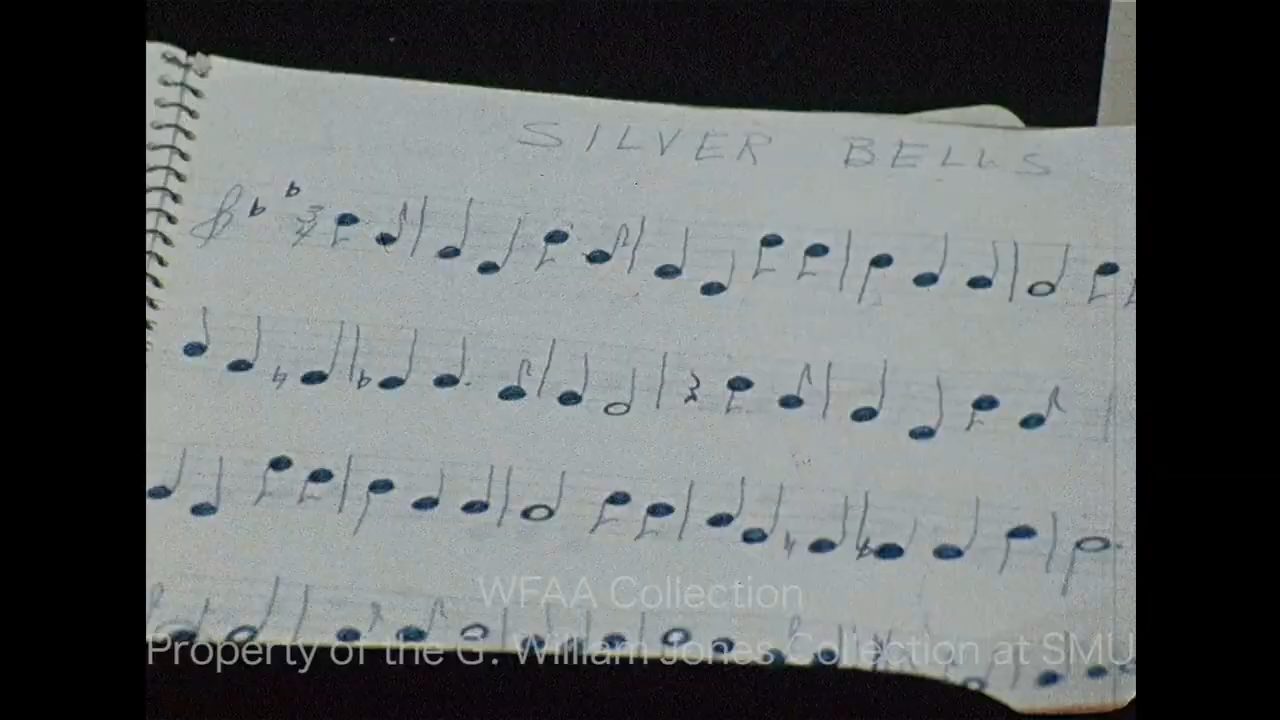 SILVER BELLS
WFAA Collection
Property of the G. William Jones Collection at SMU